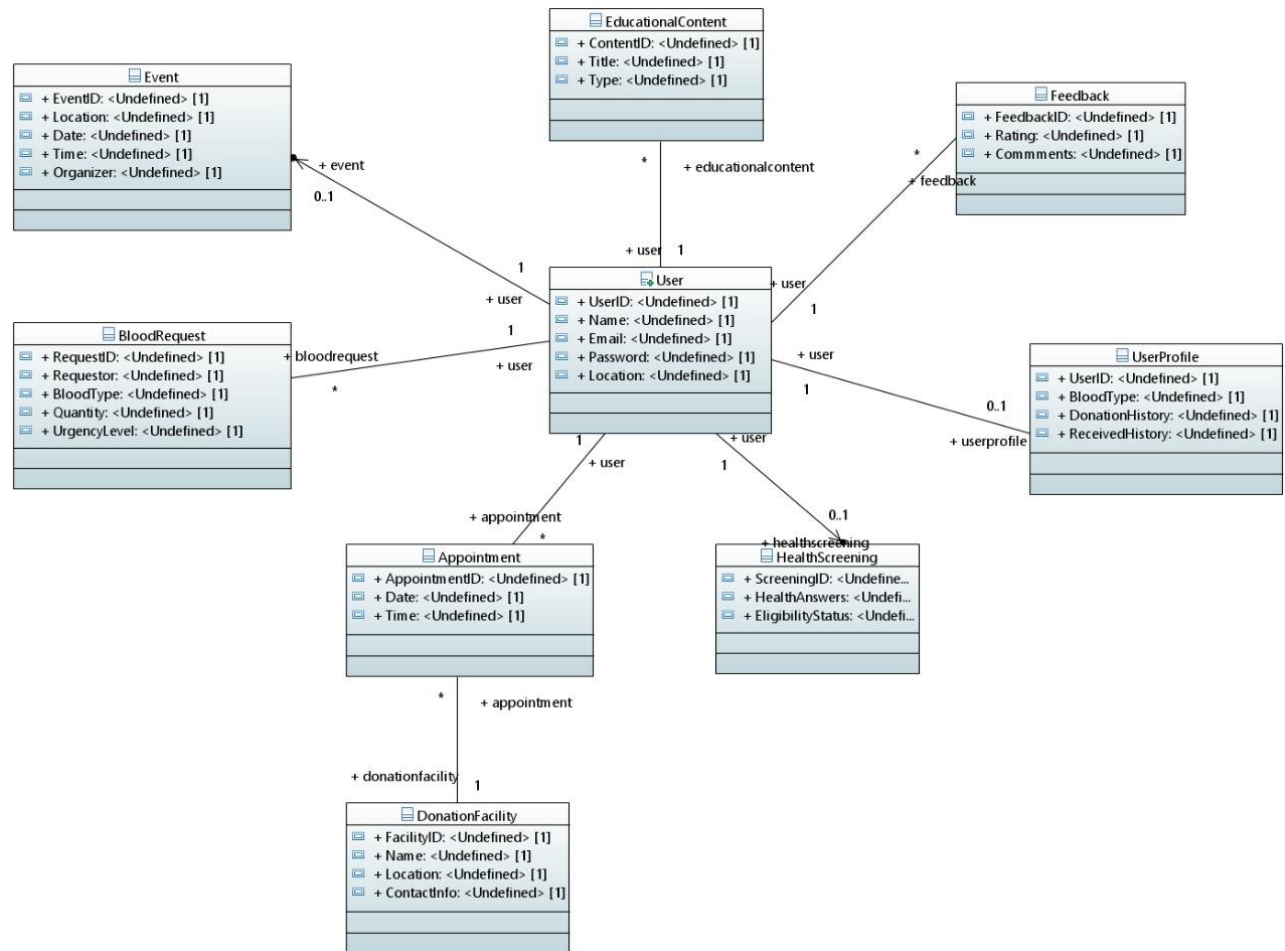 EducationalContent
+ ContentID: <Undefined> [1]
+ Title: <Undefined> [1]
+ Type: <Undefined> [1]
Event
+ EventID: <Undefined> [1]
+ Location: <Undefined> [1]
+ Date: <Undefined> [1]
+ Time: <Undefined> [1]
+ Organizer: <Undefined> [1]
Feedback
+ FeedbackID: <Undefined> [1]
+ Rating: <Undefined> [1]
+ Commments: <Undefined> [1]
+ event
0..1
*
+ educationalcontent
*
+ feedback
+ user 1
1
+ user
+ user
1
User
+ UserID: <Undefined> [1]
+ Name: <Undefined> [1]
+ Email: <Undefined> [1]
+ Password: <Undefined> [1]
+ Location: <Undefined> [1]
BloodRequest
+ RequestID: <Undefined> [1]
+ Requestor: <Undefined> [1]
+ BloodType: <Undefined> [1]
+ Quantity: <Undefined> [1]
+ UrgencyLevel: <Undefined> [1]
+ bloodrequest
*
1
+ user
+ user
1
0..1
+ userprofile
UserProfile
+ UserID: <Undefined> [1]
+ BloodType: <Undefined> [1]
+ DonationHistory: <Undefined> [1]
+ ReceivedHistory: <Undefined> [1]
1
+ user
+ user
1
+ appointment
*
0..1
+ healthscreening
Appointment
+ AppointmentID: <Undefined> [1]
+ Date: <Undefined> [1]
+ Time: <Undefined> [1]
HealthScreening
+ ScreeningID: <Undefine...
+ HealthAnswers: <Undefi...
+ EligibilityStatus: <Undefi...
*
+ appointment
+ donationfacility
1
DonationFacility
+ FacilityID: <Undefined> [1]
+ Name: <Undefined> [1]
+ Location: <Undefined> [1]
+ ContactInfo: <Undefined> [1]